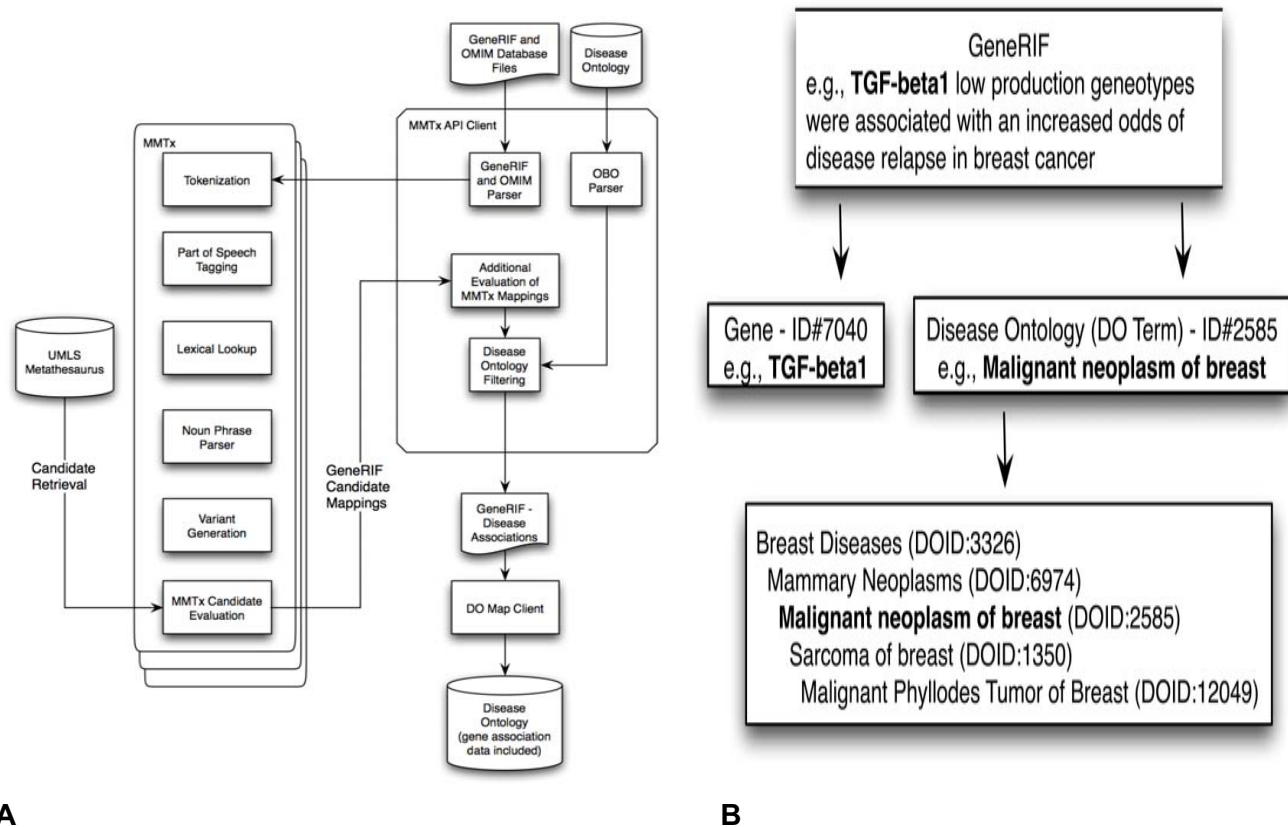 GeneRIF and
OMIM Database
Files
Disease
Ontology
MMTx API Client
GeneRIF
and OMIM
Parser
OBO
Parser
MMTx
Tokenization
Part of Speech
Tagging
Lexical Lookup
Noun Phrase
Parser
Variant
Generation
MMTx Candidate
Evaluation
UMLS
Metathesaurus
Candidate
Retrieval
GeneRIF
Candidate
Mappings
Additional
Evaluation of
MMTx Mappings
Disease
Ontology
Filtering
GeneRIF -
Disease
Associations
DO Map Client
Disease
Ontology
(gene association
data included)
A
GeneRIF
e.g., TGF-beta1 low production geneotypes
were associated with an increased odds of
disease relapse in breast cancer
Gene - ID#7040
e.g., TGF-beta1
Disease Ontology (DO Term) - ID#2585
e.g., Malignant neoplasm of breast
Breast Diseases (DOID:3326)
Mammary Neoplasms (DOID:6974)
Malignant neoplasm of breast (DOID:2585)
Sarcoma of breast (DOID:1350)
Malignant Phyllodes Tumor of Breast (DOID:12049)
B